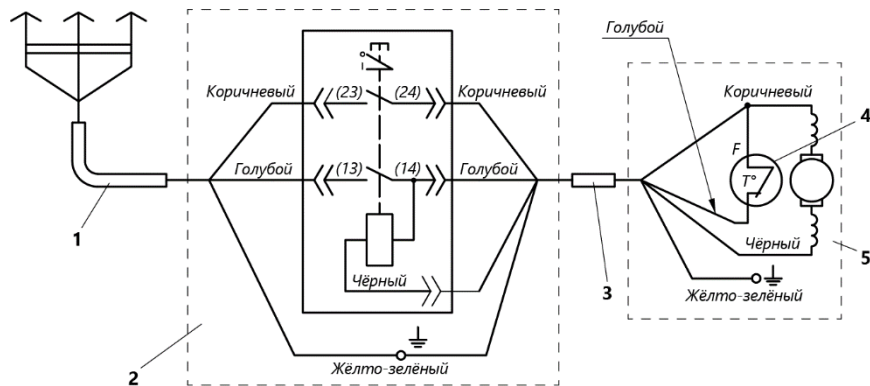 Голубой
Коричневый
(23)
(24)
Коричневый
Коричневый
4
F
T°
Голубой
(13)
(14)
Голубой
1
Чёрный
Чёрный
3
5
Жёлто-зелёный
2
Жёлто-зелёный